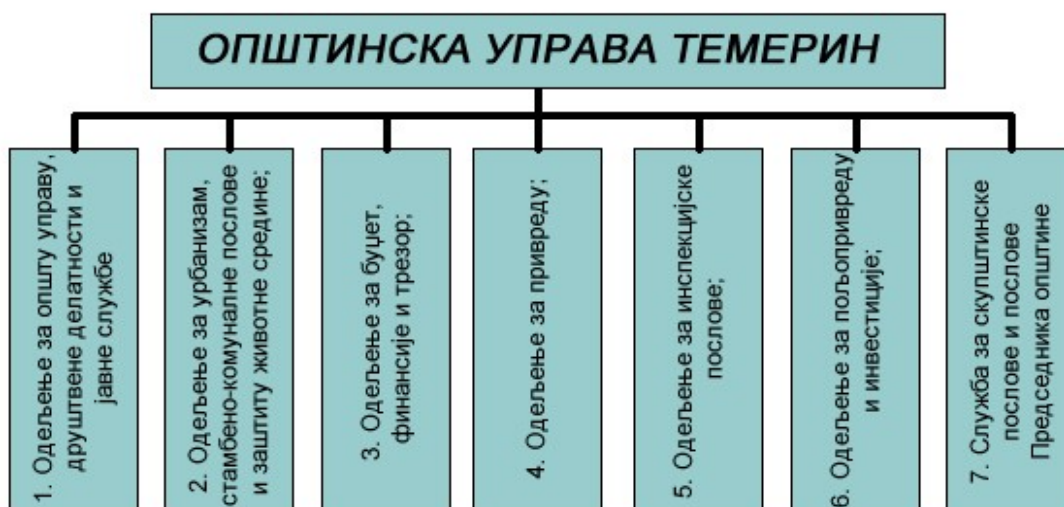 ОПШТИНСКА УПРАВА ТЕМЕРИН
1. Одељење за општу управу,
друштвене делатности и
јавне службе
2. Одељење за урбанизам,
стамбено-комуналне послове
и заштиту животне средине;
3. Одељење за буџет,
финансије и трезор;
4. Одељење за привреду;
5. Одељење за инспекцијске
послове;
6. Одељење за пољопривреду
и инвестиције;
7. Служба за скупштинске
послове и послове
Председника општине